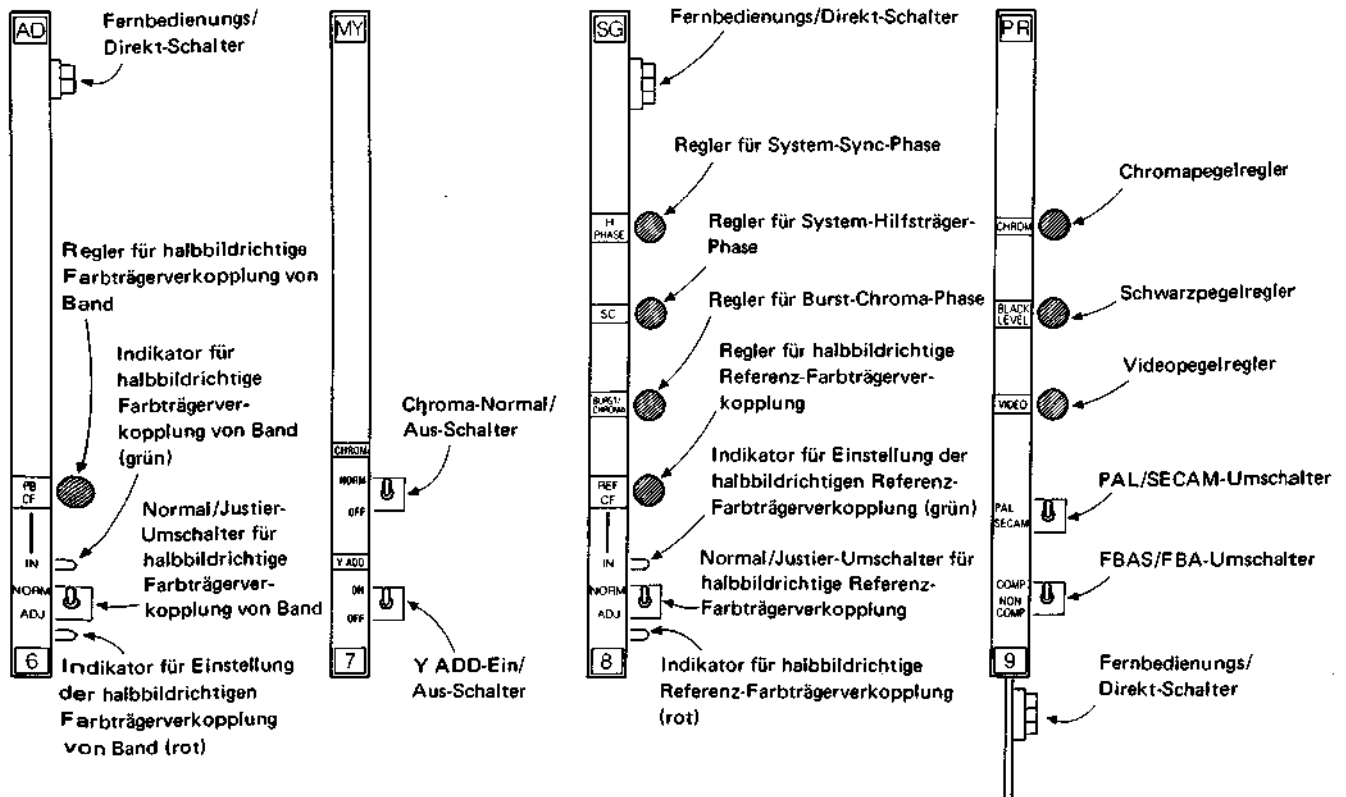 AD
Fernbedienungs/
Direkt-Schalter
Regler für halbbildrichtige
Farbträgerverkopplung von
Band
Indikator für
halbbildrichtige
Farbträgerver-
kopplung von Band
(grün)
PB
CF
Normal/Justier-
Umschalter für
halbbildrichtige
Farbträgerver-
kopplung von Band
IN
NORM
ADJ
6
Indikator für Einstellung
der halbbildrichtigen
Farbträgerverkopplung
von Band (rot)
MY
Chroma-Normal/
Aus-Schalter
CHROM
NORM
OFF
Y ADD
ON
OFF
7
Y ADD-Ein/
Aus-Schalter
SG
Fernbedienungs/Direkt-Schalter
Regler für System-Sync-Phase
H
PHASE
Regler für System-Hilfsträger-
Phase
SC
Regler für Burst-Chroma-Phase
BURST/
CHROMA
Regler für halbbildrichtige
Referenz-Farbträgerver-
kopplung
REF
CF
Indikator für Einstellung der
halbbildrichtigen Referenz-
Farbträgerverkopplung (grün)
IN
NORM
ADJ
Normal/Justier-Umschalter für
halbbildrichtige Referenz-
Farbträgerverkopplung
8
Indikator für halbbildrichtige
Referenz-Farbträgerverkopplung
(rot)
PR
Chromapegelregler
CHROM
Schwarzpegelregler
BLACK
LEVEL
Videopegelregler
VIDEO
PAL/SECAM-Umschalter
PAL
SECAM
FBAS/FBA-Umschalter
COMP
NON
COMP
9
Fernbedienungs/
Direkt-Schalter